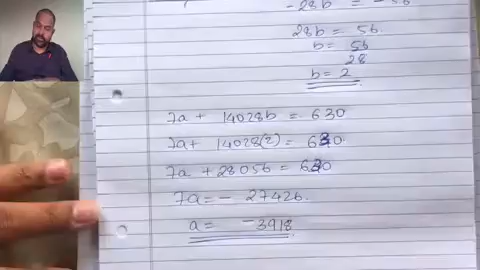 -28b = -56
28b = 56.
b = 56
28
b = 2
7a + 14028b = 630
7a + 14028(2) = 630
7a + 28056 = 630
7a = - 27426.
a = -3918